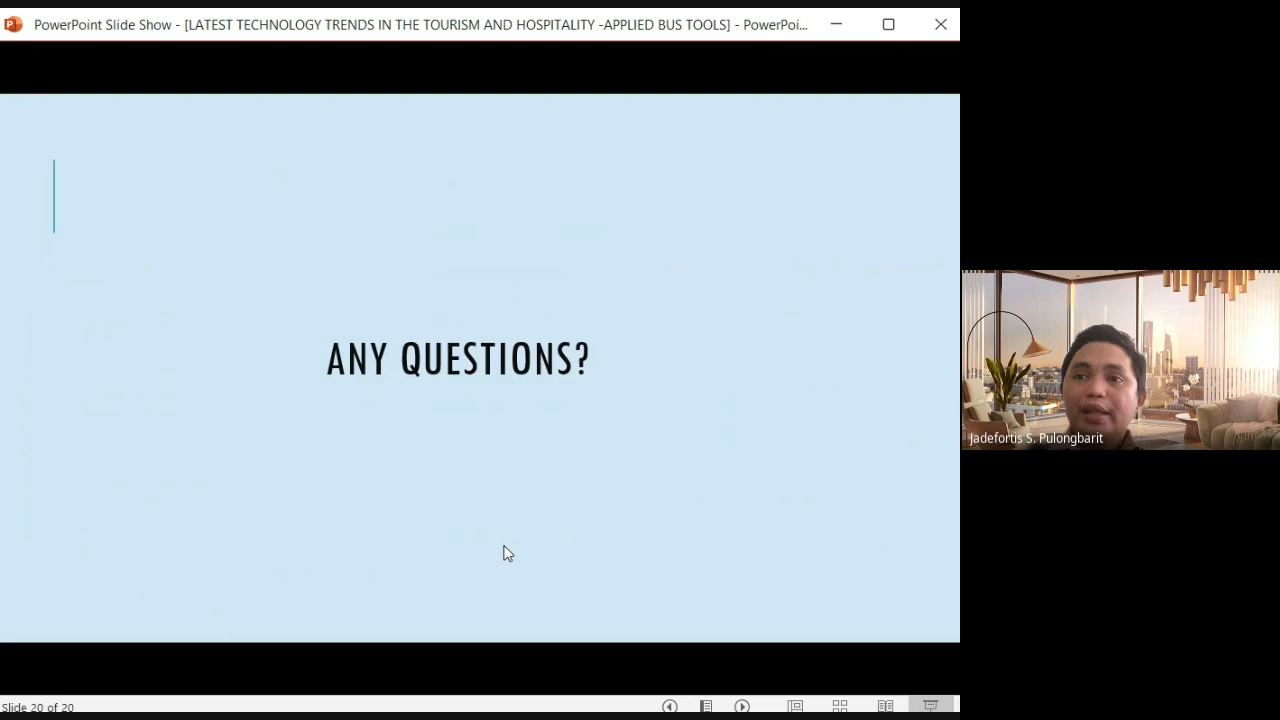 PowerPoint Slide Show - [LATEST TECHNOLOGY TRENDS IN THE TOURISM AND HOSPITALITY -APPLIED BUS TOOLS] - PowerPoi...
ANY QUESTIONS?
Jadefortis S. Pulongbarit
Slide 20 of 20